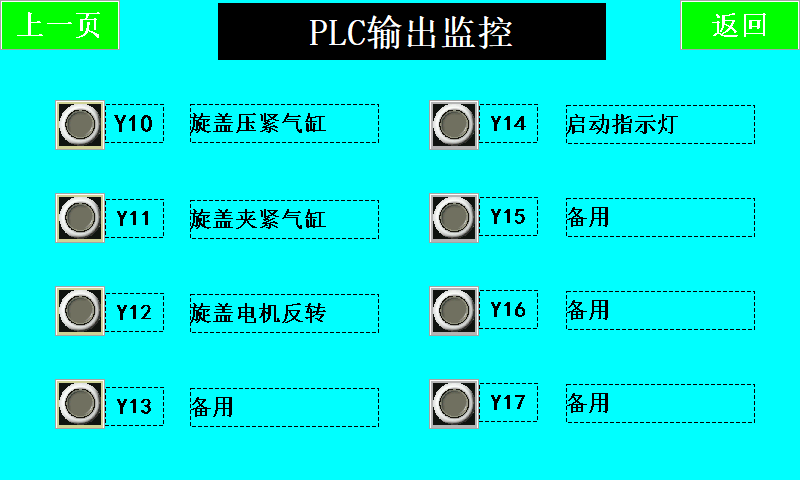 上一页
PLC输出监控
返回
Y10 旋盖压紧气缸
Y14 启动指示灯
Y11 旋盖夹紧气缸
Y15 备用
Y12 旋盖电机反转
Y16 备用
Y13 备用
Y17 备用